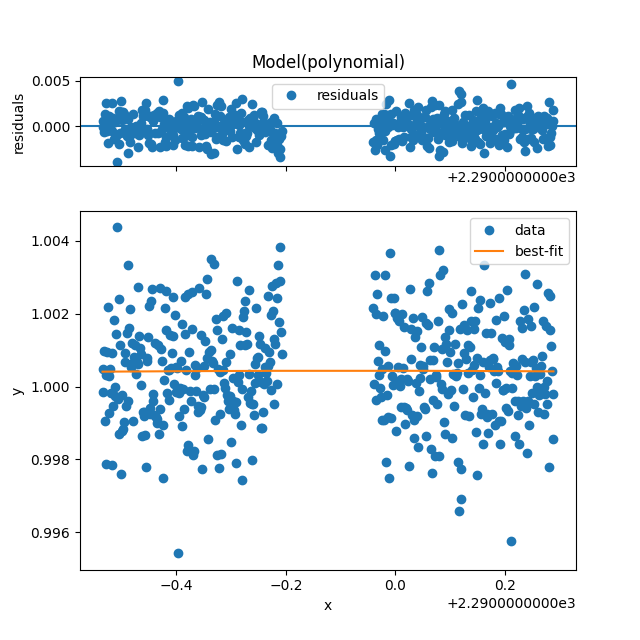 Model(polynomial)
0.005
0.000
residuals
residuals
+2.2900000000e3
1.004
1.002
1.000
0.998
0.996
y
data
best-fit
−0.4 −0.2 0.0 0.2
x
+2.2900000000e3